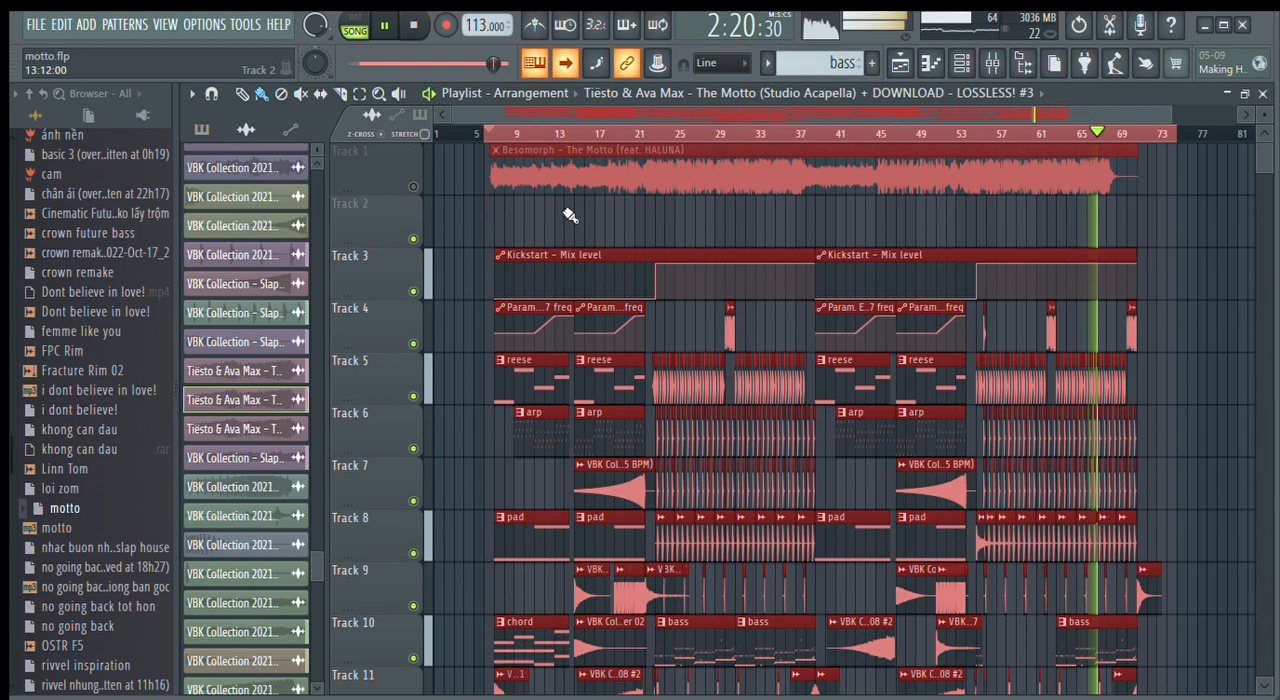 FILE EDIT ADD PATTERNS VIEW OPTIONS TOOLS HELP
PAT
SONG
113.000
3.2.
2:20:30
M:S:CS
64
3036 MB
22
motto.flp
13:12:00
Track 2
Line
bass
05-09
Making H..
Browser - All
Playlist - Arrangement
Tiësto & Ava Max - The Motto (Studio Acapella) + DOWNLOAD - LOSSLESS! #3
Z-CROSS
STRETCH
1 5 9 13 17 21 25 29 33 37 41 45 49 53 57 61 65 69 73 77 81
ánh nền
basic 3 (over..itten at 0h19)
cam
chân ái (over..ten at 22h17)
Cinematic Futu..ko lấy trộm
crown future bass
crown remak..022-Oct-17_2
crown remake
Dont believe in love!.mp4
Dont believe in love!
femme like you
FPC Rim
Fracture Rim 02
i dont believe in love!
i dont believe!
khong can dau
khong can dau .rar
Linn Tom
loi zom
motto
motto
nhac buon nh..slap house
no going bac..ved at 18h27)
no going bac..iong ban goc
no going back tot hon
no going back
OSTR F5
rivvel inspiration
rivvel nhung..tten at 11h16)
VBK Collection 2021..
VBK Collection 2021..
VBK Collection 2021..
VBK Collection 2021..
VBK Collection - Slap..
VBK Collection - Slap..
VBK Collection - Slap..
Tiësto & Ava Max - T..
Tiësto & Ava Max - T..
Tiësto & Ava Max - T..
VBK Collection - Slap..
VBK Collection 2021..
VBK Collection 2021..
VBK Collection 2021..
VBK Collection 2021..
VBK Collection 2021..
VBK Collection 2021..
VBK Collection 2021..
VBK Collection 2021..
Track 1
Besomorph - The Motto (feat. HALUNA)
Track 2
Track 3
Kickstart - Mix level
Kickstart - Mix level
Track 4
Param...7 freq
Param...freq
Param. E..7 freq
Param...freq
Track 5
reese
reese
reese
reese
Track 6
arp
arp
arp
arp
Track 7
VBK Col..5 BPM)
VBK Col..5 BPM)
Track 8
pad
pad
pad
pad
Track 9
VBK..
VBK..
VBK Co
Track 10
chord
VBK Col..er 02
bass
bass
VBK C..08 #2
VBK..7
bass
Track 11
V..1
VBK C..08 #2
VBK C..08 #2